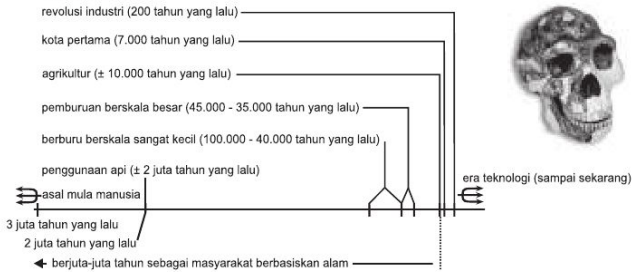 revolusi industri (200 tahun yang lalu)
kota pertama (7.000 tahun yang lalu)
agrikultur (± 10.000 tahun yang lalu)
pemburuan berskala besar (45.000 - 35.000 tahun yang lalu)
berburu berskala sangat kecil (100.000 - 40.000 tahun yang lalu)
penggunaan api (± 2 juta tahun yang lalu)
asal mula manusia
era teknologi (sampai sekarang)
3 juta tahun yang lalu
2 juta tahun yang lalu
berjuta-juta tahun sebagai masyarakat berbasiskan alam